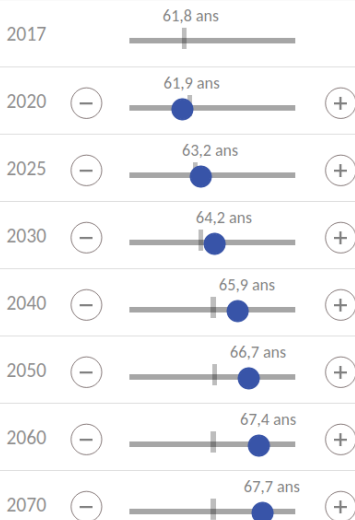 61,8 ans
2017
61,9 ans
2020 − +
63,2 ans
2025 − +
64,2 ans
2030 − +
65,9 ans
2040 − +
66,7 ans
2050 − +
67,4 ans
2060 − +
67,7 ans
2070 − +